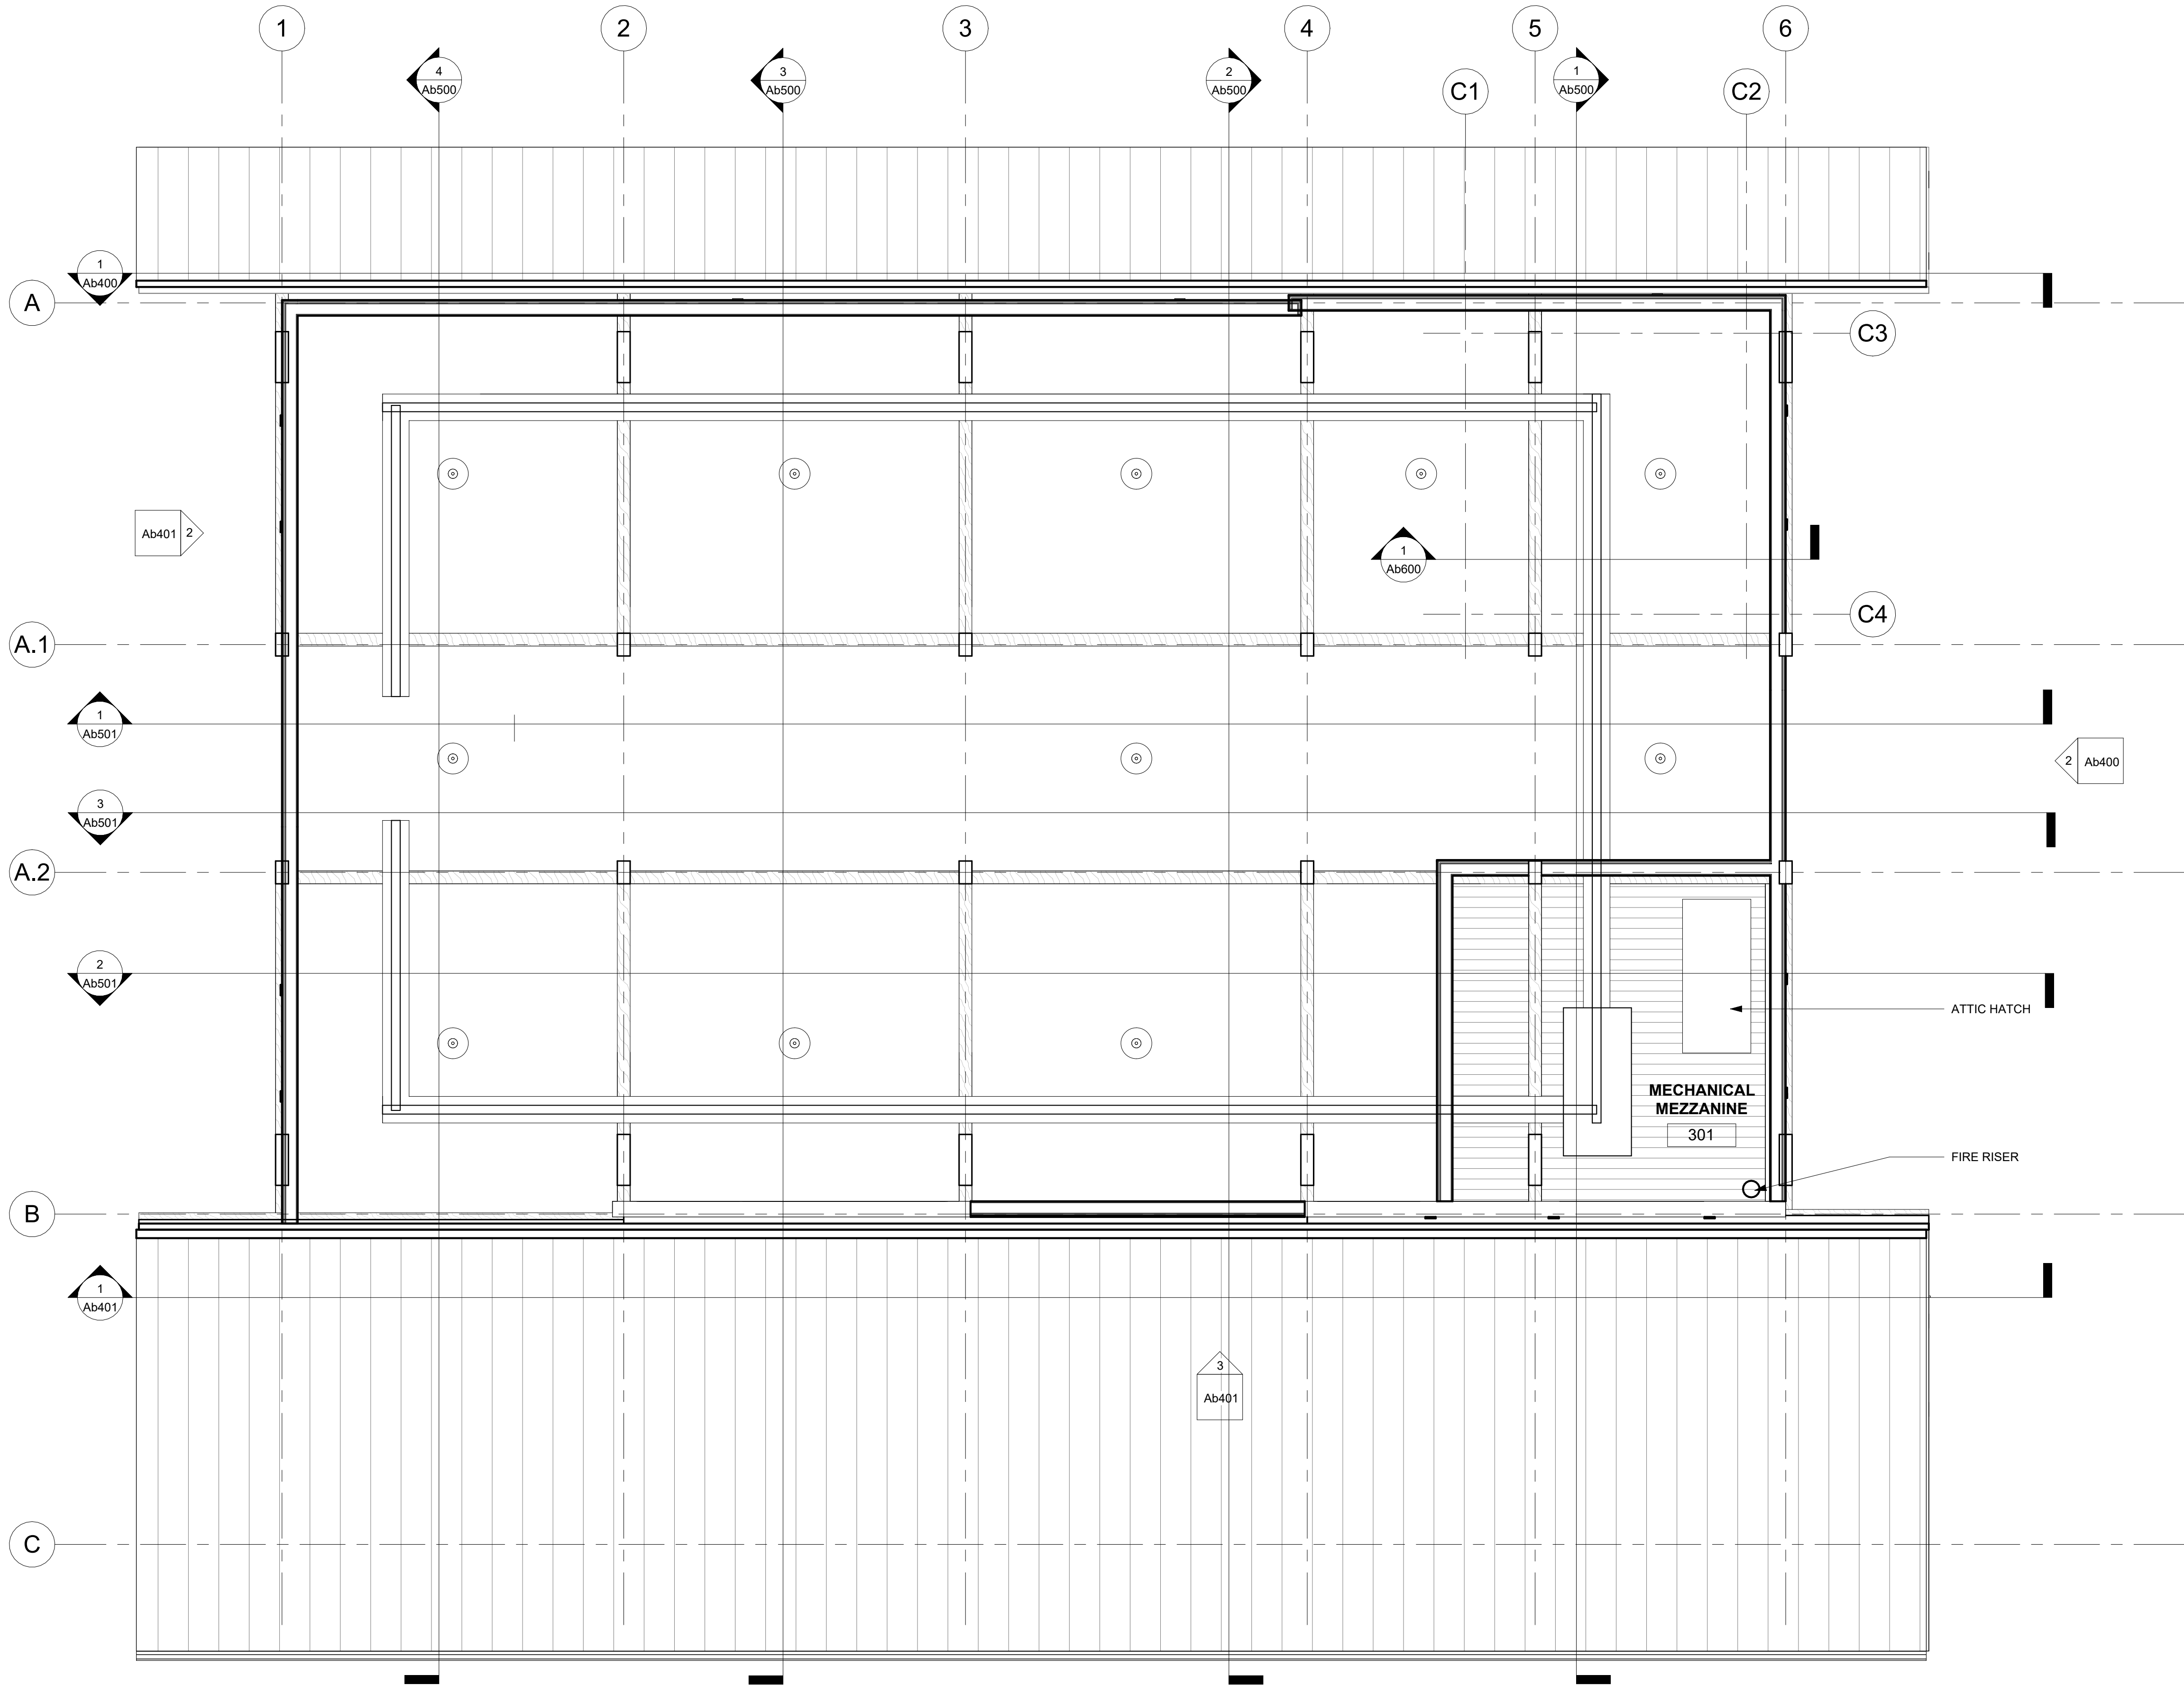 1
2
3
4
5
6
4
Ab500
3
Ab500
2
Ab500
1
Ab500
C1
C2
1
Ab400
A
C3
Ab401
2
1
Ab600
C4
A.1
1
Ab501
2
Ab400
3
Ab501
A.2
2
Ab501
ATTIC HATCH
MECHANICAL
MEZZANINE
301
FIRE RISER
B
1
Ab401
3
Ab401
C